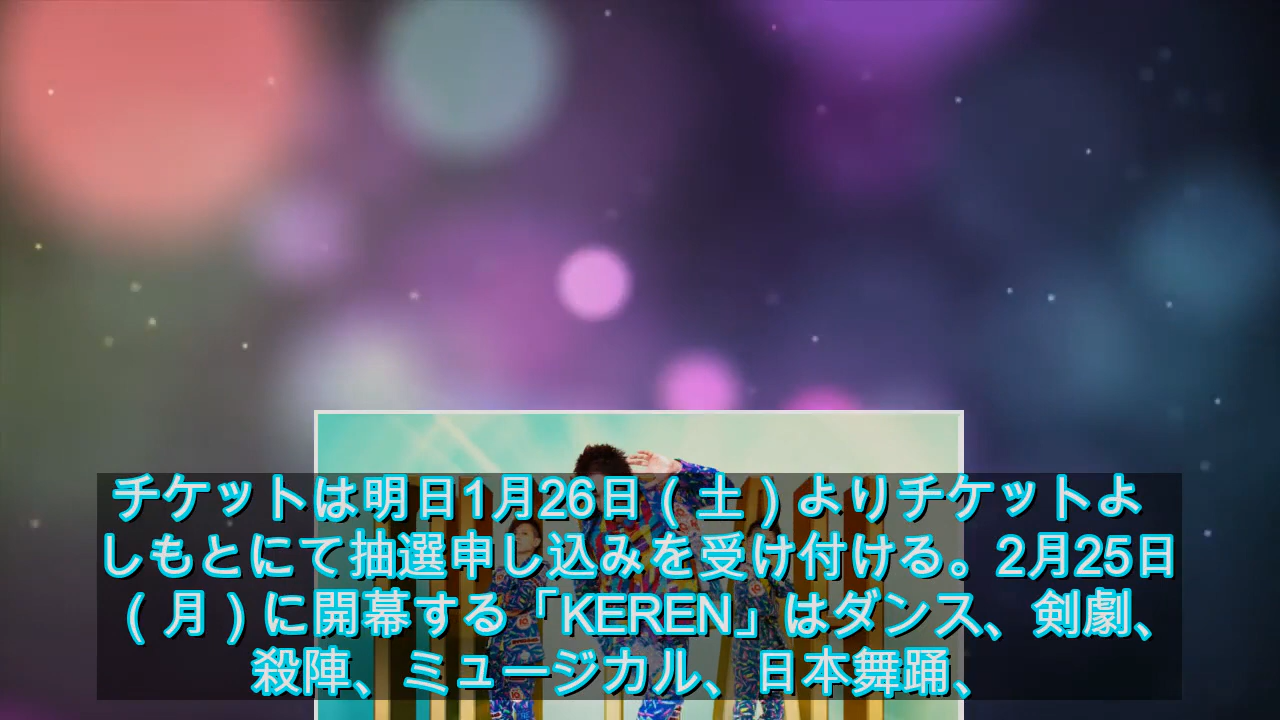 チケットは明日1月26日（土）よりチケットよ
しもとにて抽選申し込みを受け付ける。2月25日
（月）に開幕する「KEREN」はダンス、剣劇、
殺陣、ミュージカル、日本舞踊、